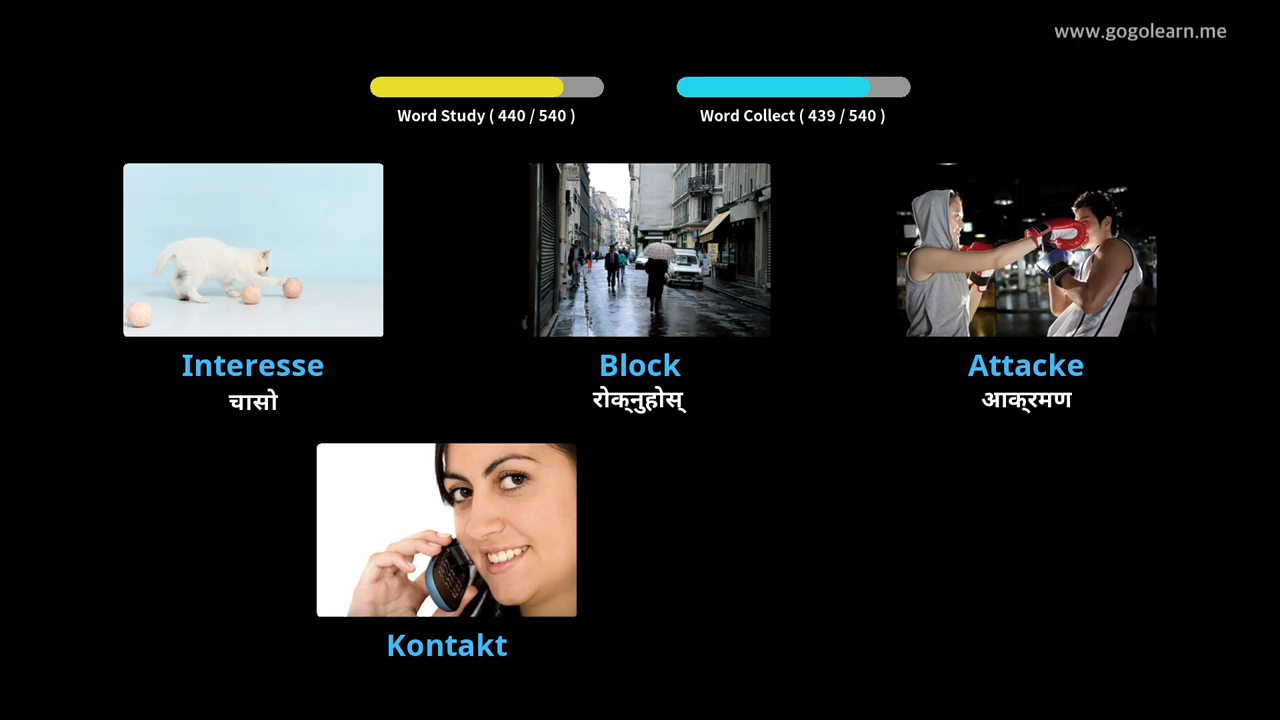 www.gogolearn.me
Word Study ( 440 / 540 )
Word Collect ( 439 / 540 )
Interesse
Block
Attacke
चासो
रोक्नुहोस्
आक्रमण
Kontakt